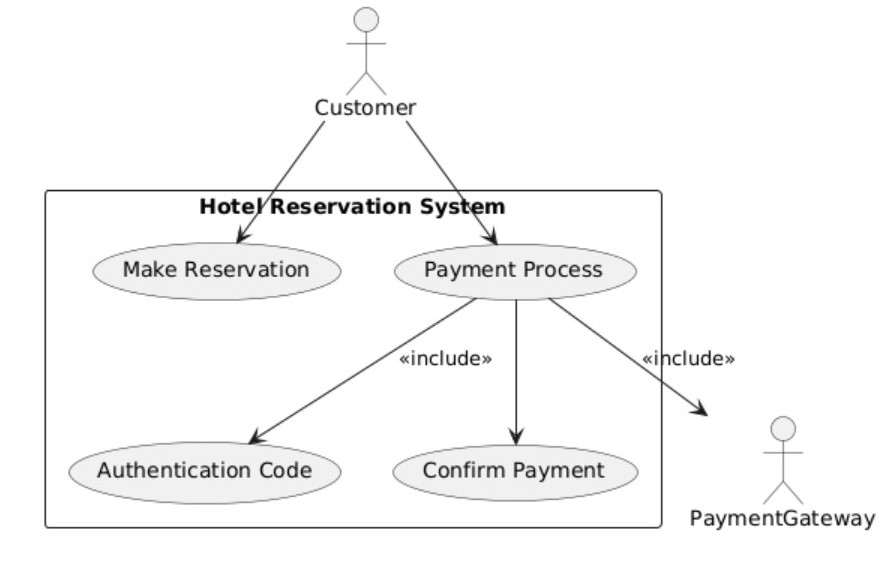 Customer
Hotel Reservation System
Make Reservation
Payment Process
«include»
«include»
Authentication Code
Confirm Payment
PaymentGateway